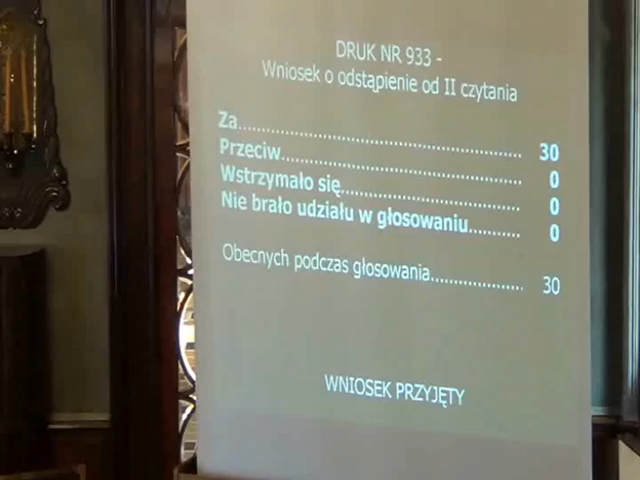 DRUK NR 933 -
Wniosek o odstąpienie od II czytania
Za........................................................ 30
Przeciw................................................ 0
Wstrzymało się.................................... 0
Nie brało udziału w głosowaniu.......... 0
Obecnych podczas głosowania.................. 30
WNIOSEK PRZYJĘTY